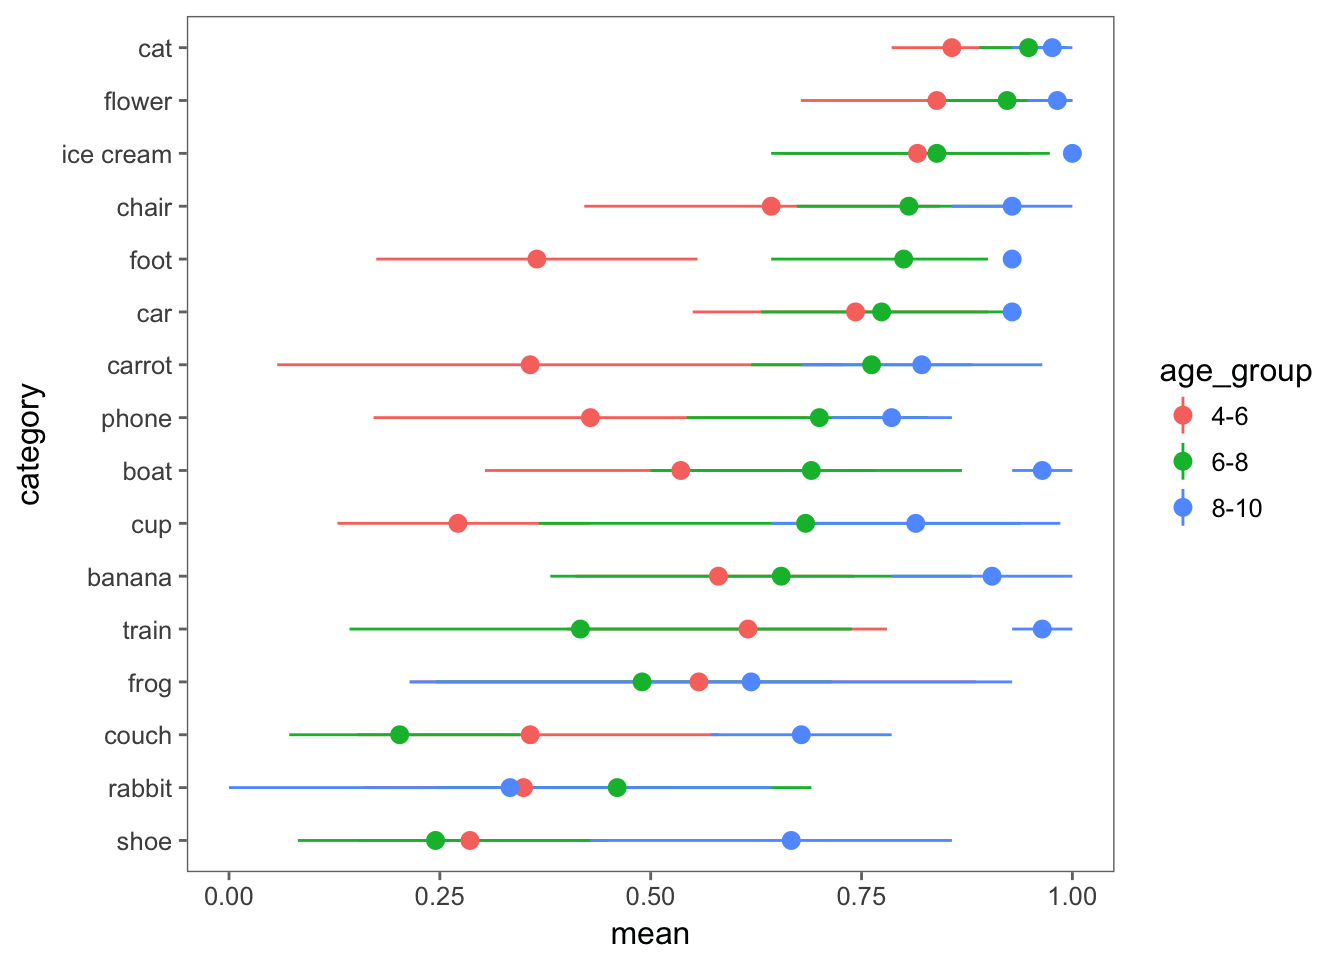 cat
flower
ice cream
chair
foot
car
carrot
phone
boat
cup
banana
train
frog
couch
rabbit
shoe
category
0.00 0.25 0.50 0.75 1.00
mean
age_group
4-6
6-8
8-10